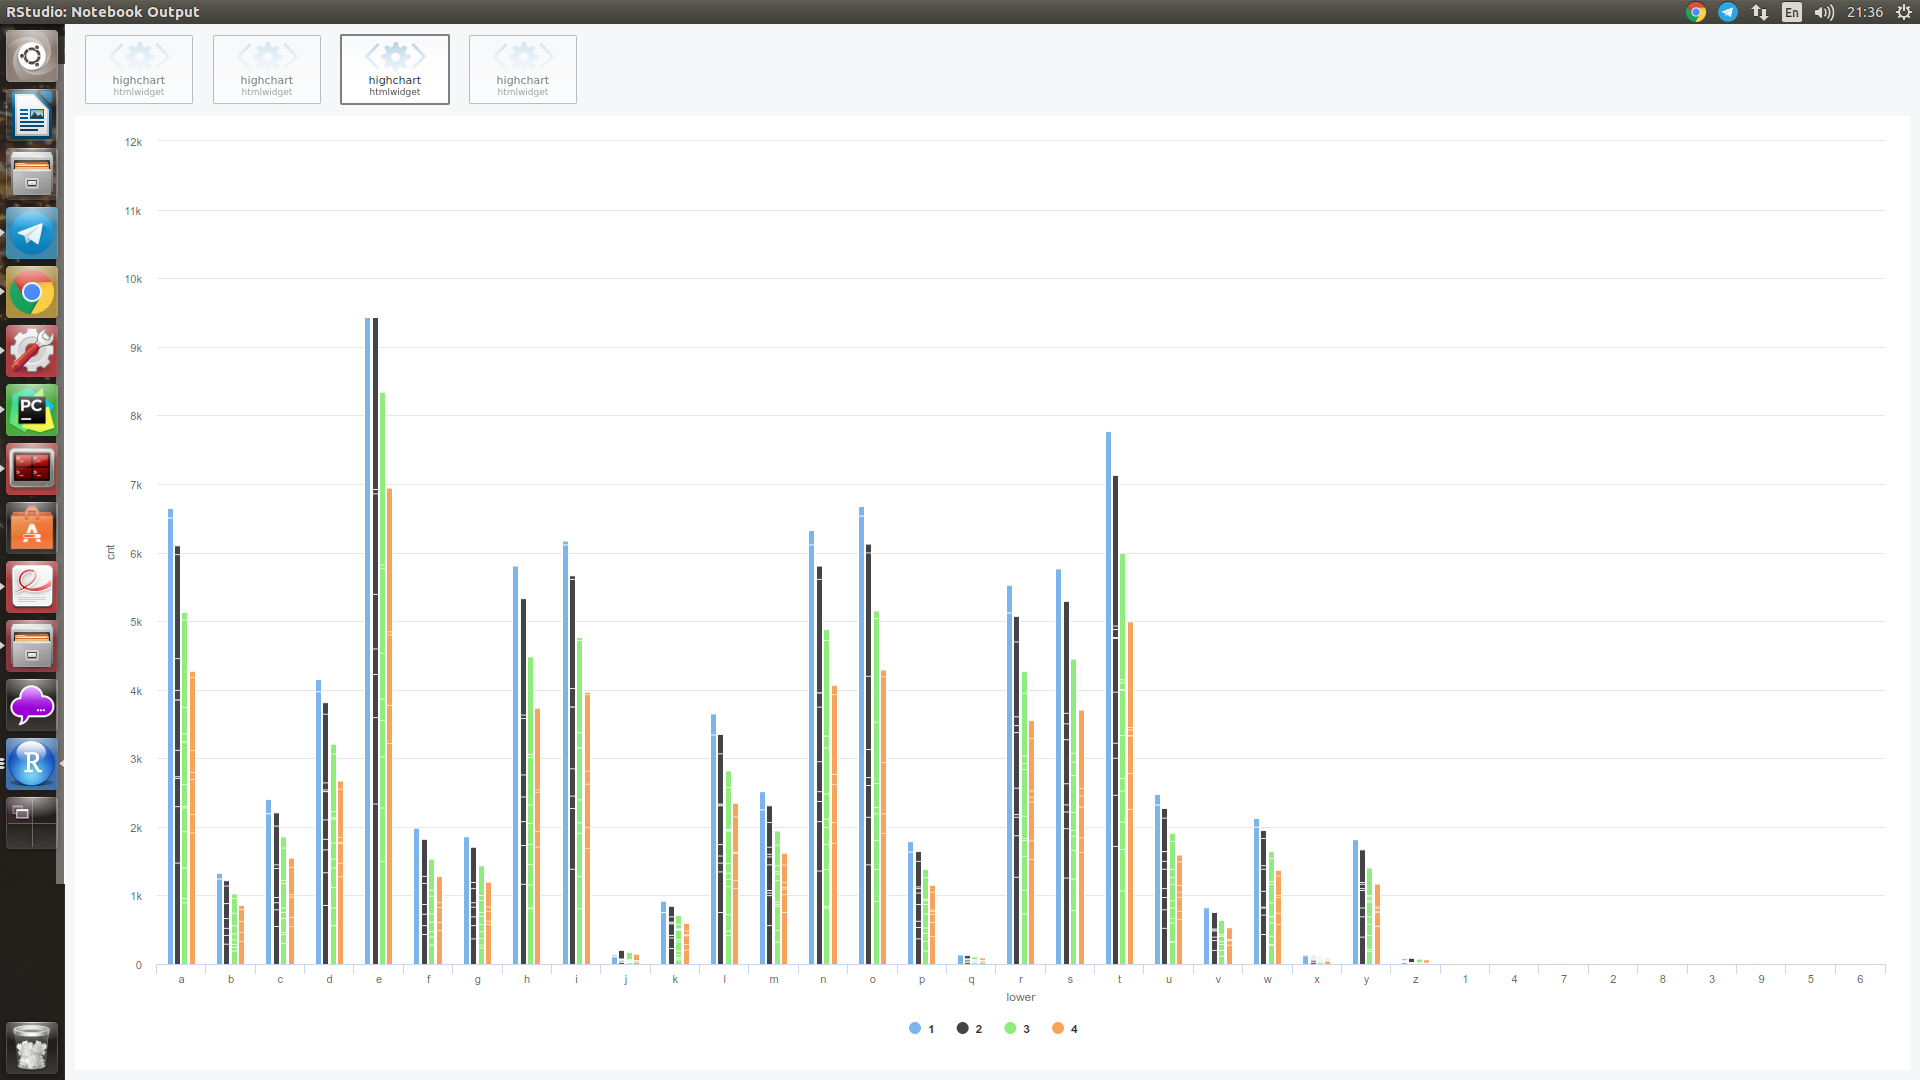 RStudio: Notebook Output
En
21:36
highchart highchart highchart highchart
htmlwidget htmlwidget htmlwidget htmlwidget
12k
11k
10k
9k
8k
7k
6k
5k
4k
3k
2k
1k
0
cnt
a b c d e f g h i j k l m n o p q r s t u v w x y z 1 4 7 2 8 3 9 5 6
lower
1 2 3 4
PC
A
R